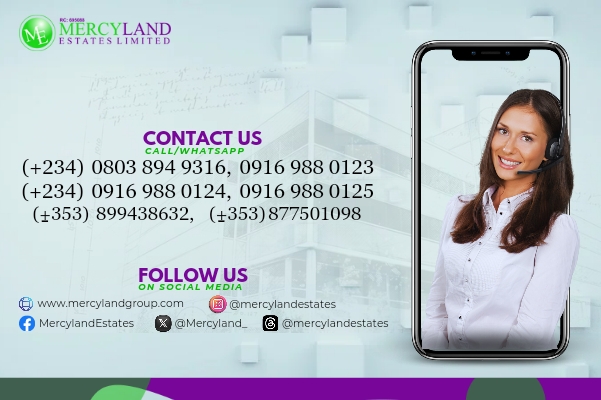 RC: 895088
ME
MERCYLAND
ESTATES LIMITED
CONTACT US
CALL/WHATSAPP
(+234) 0803 894 9316, 0916 988 0123
(+234) 0916 988 0124, 0916 988 0125
(+353) 899438632, (+353) 877501098
FOLLOW US
ON SOCIAL MEDIA
www.mercylandgroup.com @mercylandestates
MercylandEstates @Mercyland_ @mercylandestates